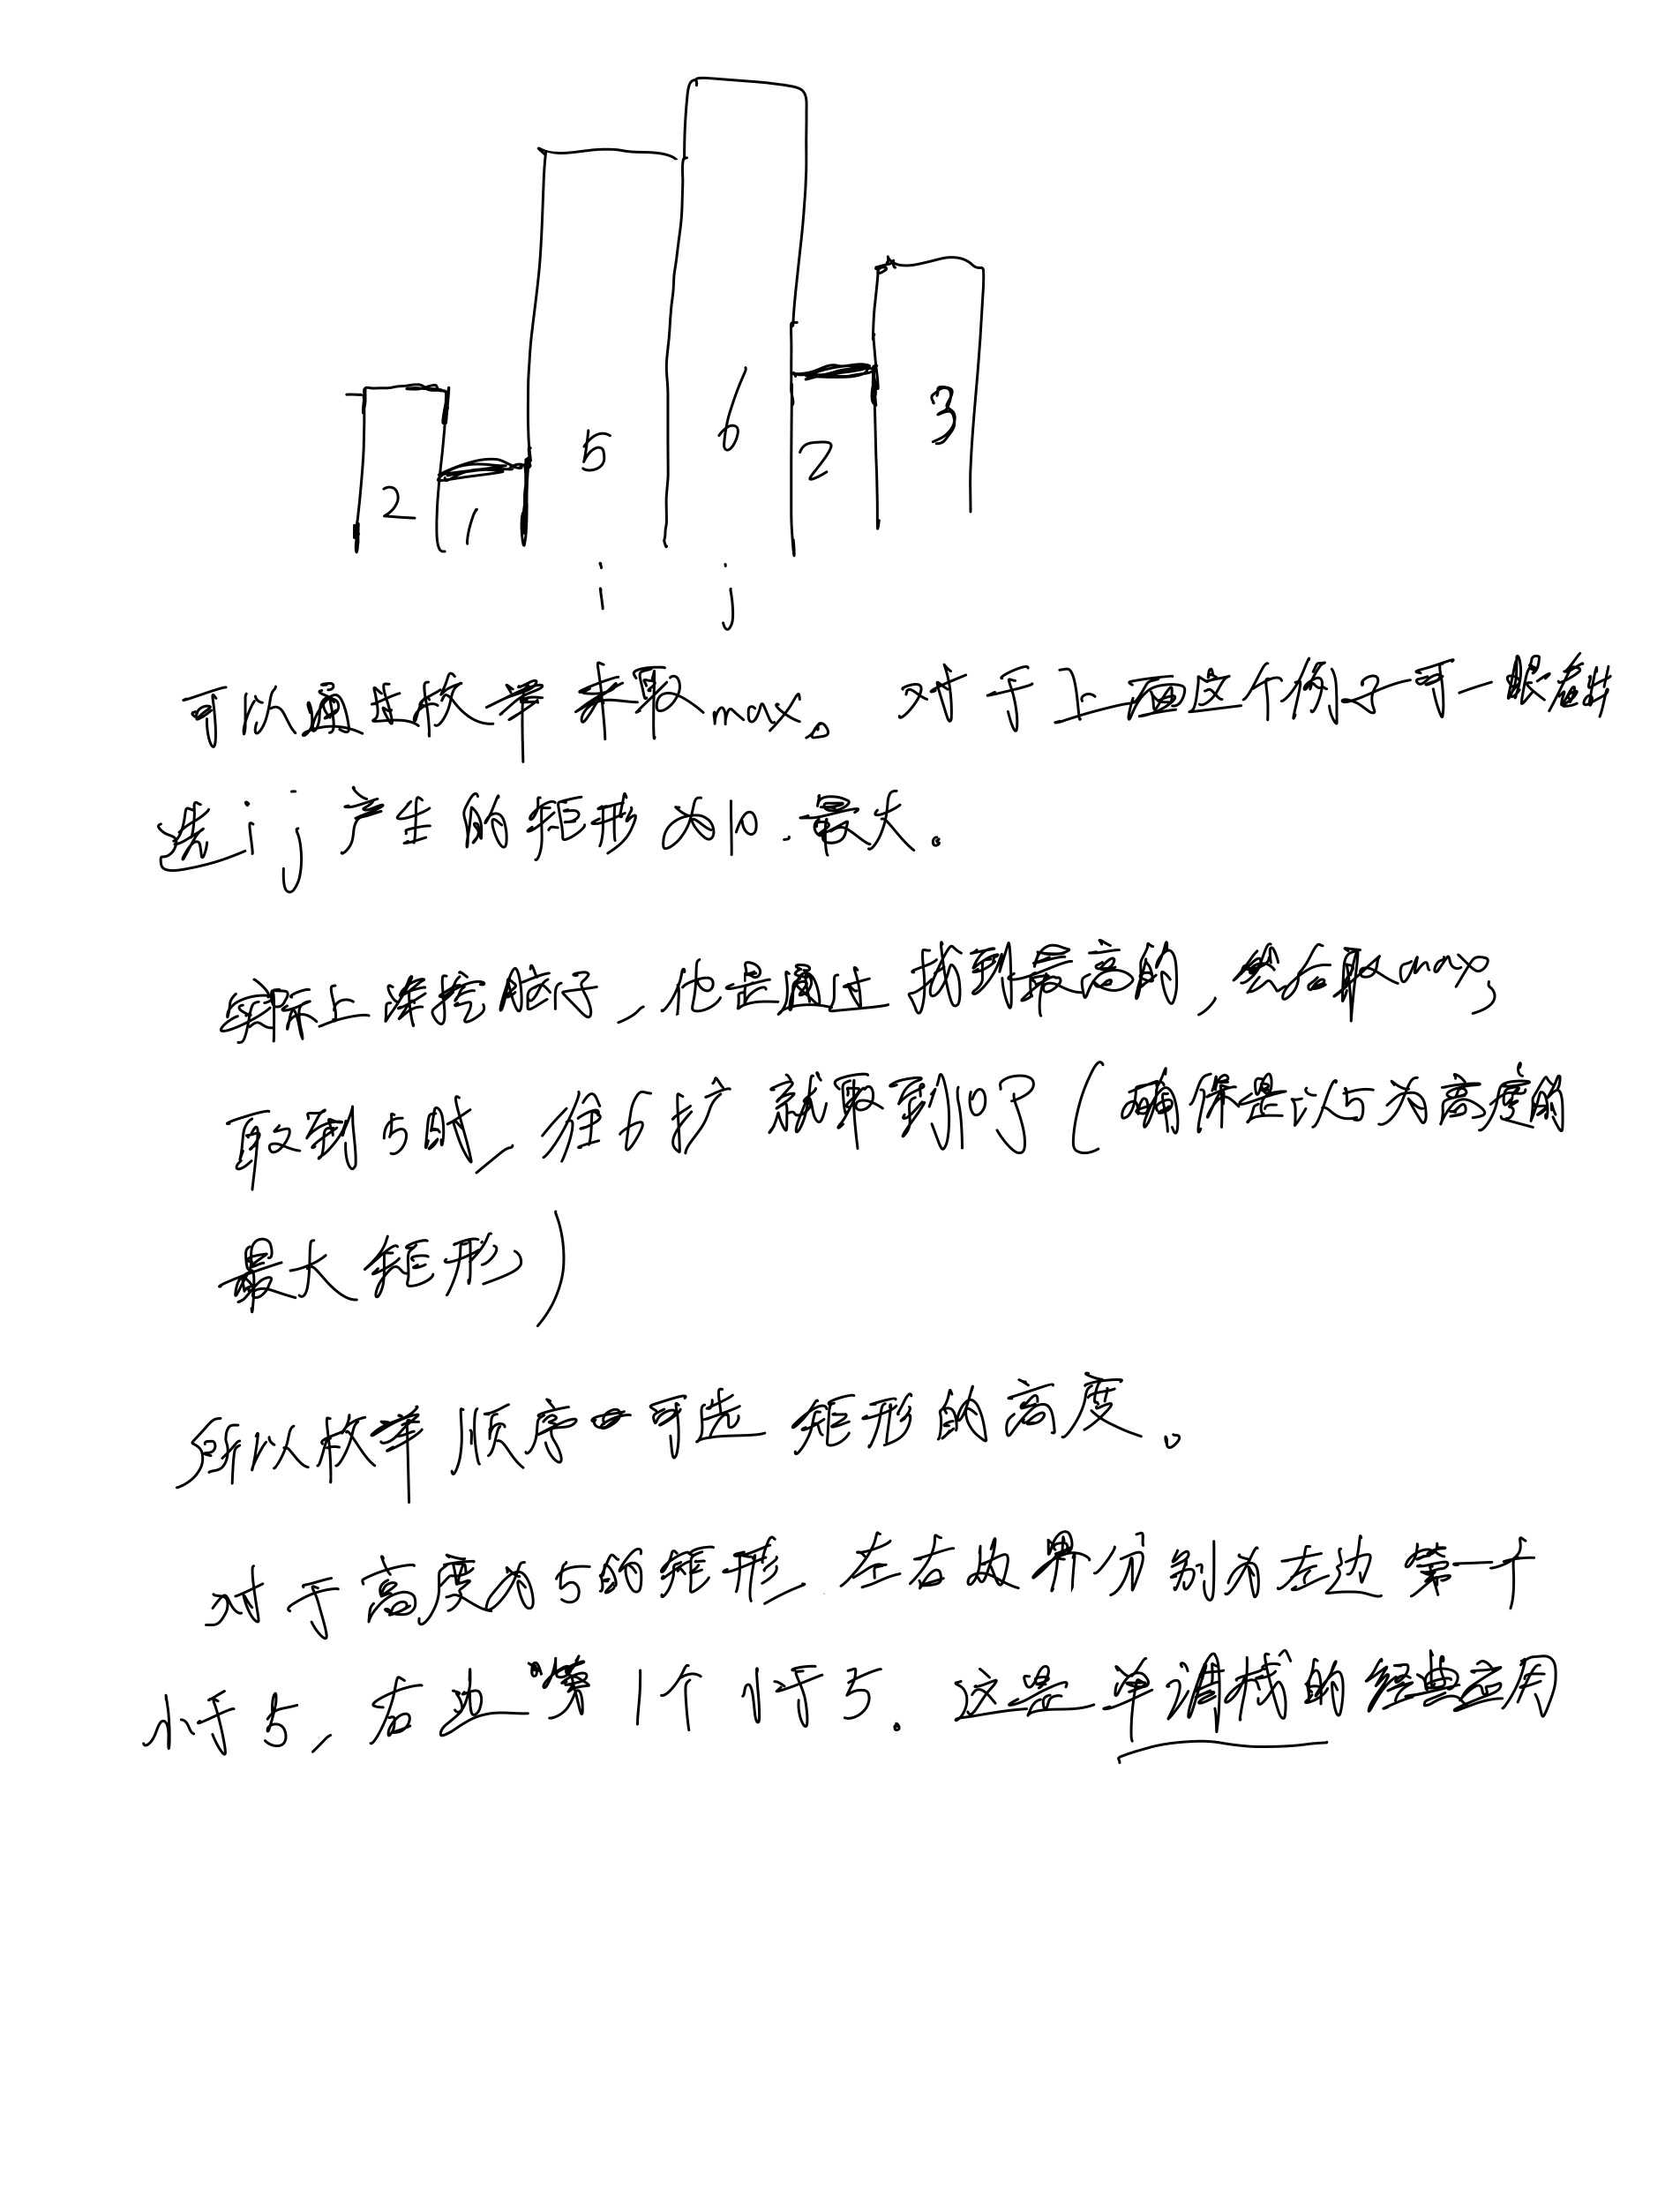 2 1 5 6 2 3
i j
可以通过枚举来取max。对于上面这个例子可一眼看出
选i j 产生的矩形为10.最大.
实际上深挖脑子,他是通过找到最高的,然后取max;
取到5时,往6扩 就取到10了(确保是以5为高度的
最大矩形)
所以枚举顺序 可选 矩形的高度.
对于高度为5的矩形,左右边界分别为左边第一个
小于5,右边第1个小于5.这是单调栈的经典应用